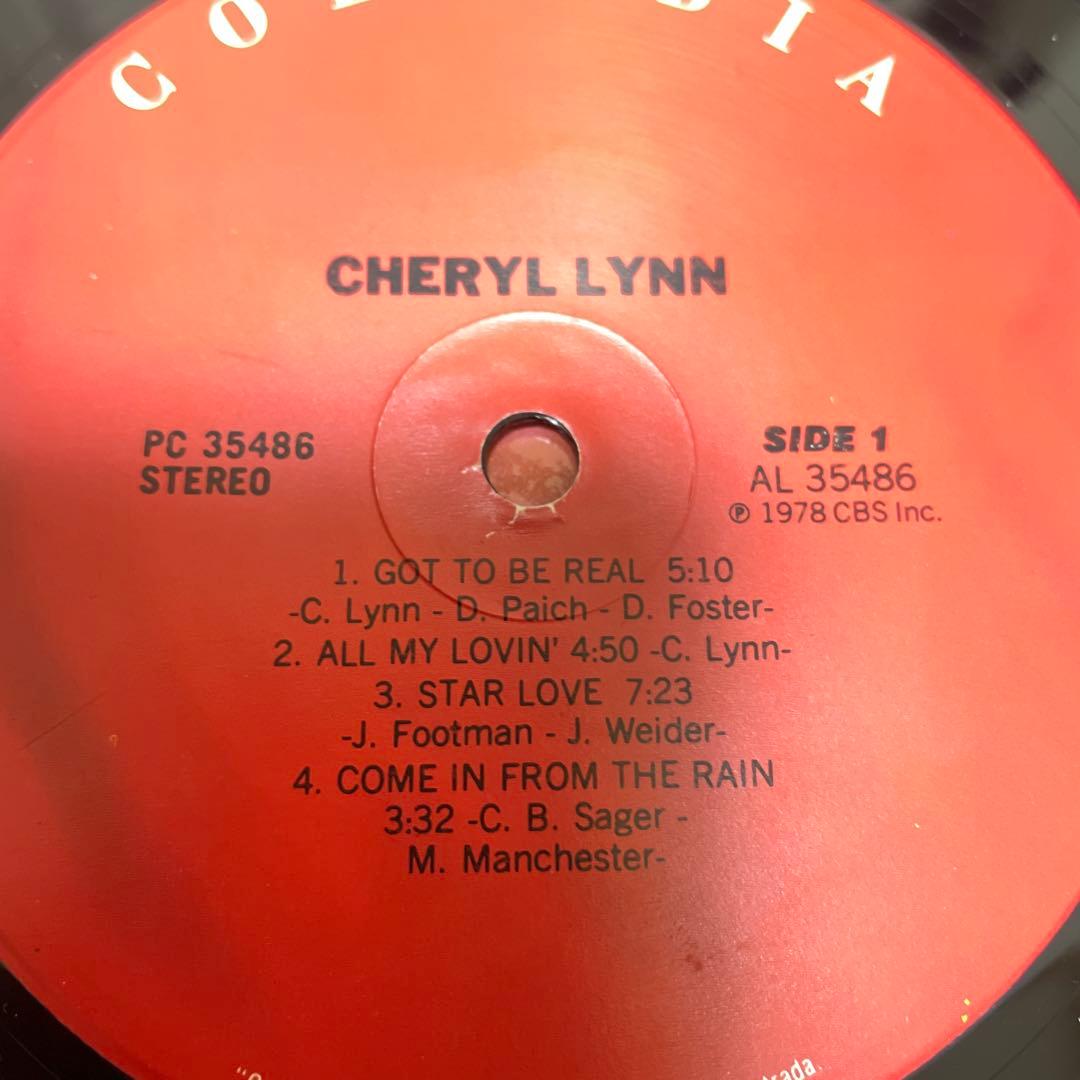 CHERYL LYNN
PC 35486
STEREO
SIDE 1
AL 35486
℗ 1978 CBS Inc.
1. GOT TO BE REAL 5:10
-C. Lynn - D. Paich - D. Foster-
2. ALL MY LOVIN' 4:50 -C. Lynn-
3. STAR LOVE 7:23
-J. Footman - J. Weider-
4. COME IN FROM THE RAIN
3:32 -C. B. Sager -
M. Manchester-